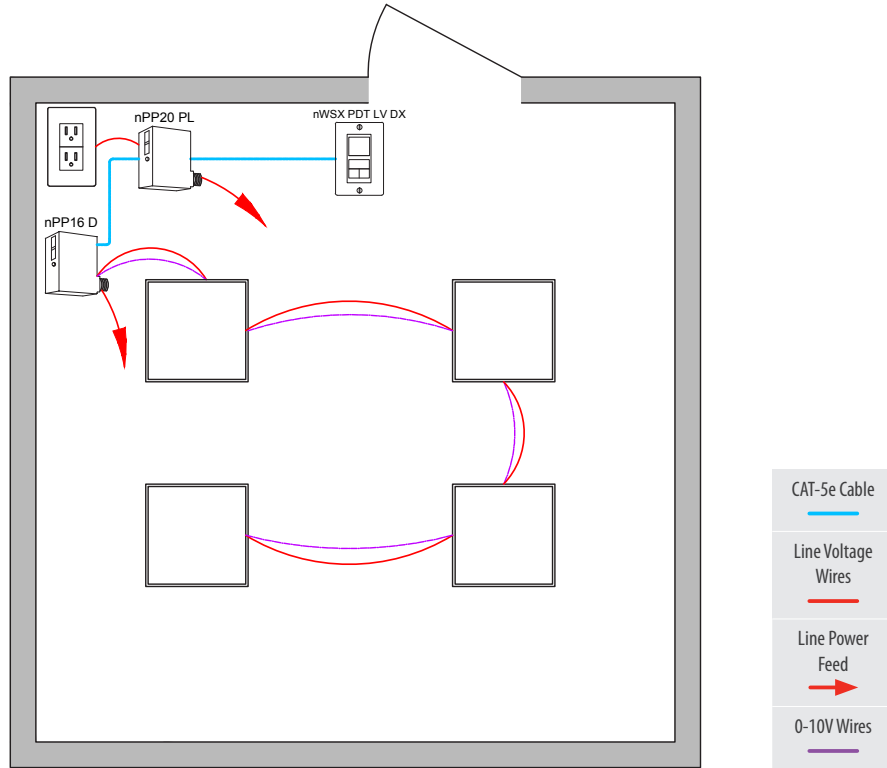 nPP20 PL
nWSX PDT LV DX
nPP16 D
CAT-5e Cable
Line Voltage
Wires
Line Power
Feed
0-10V Wires